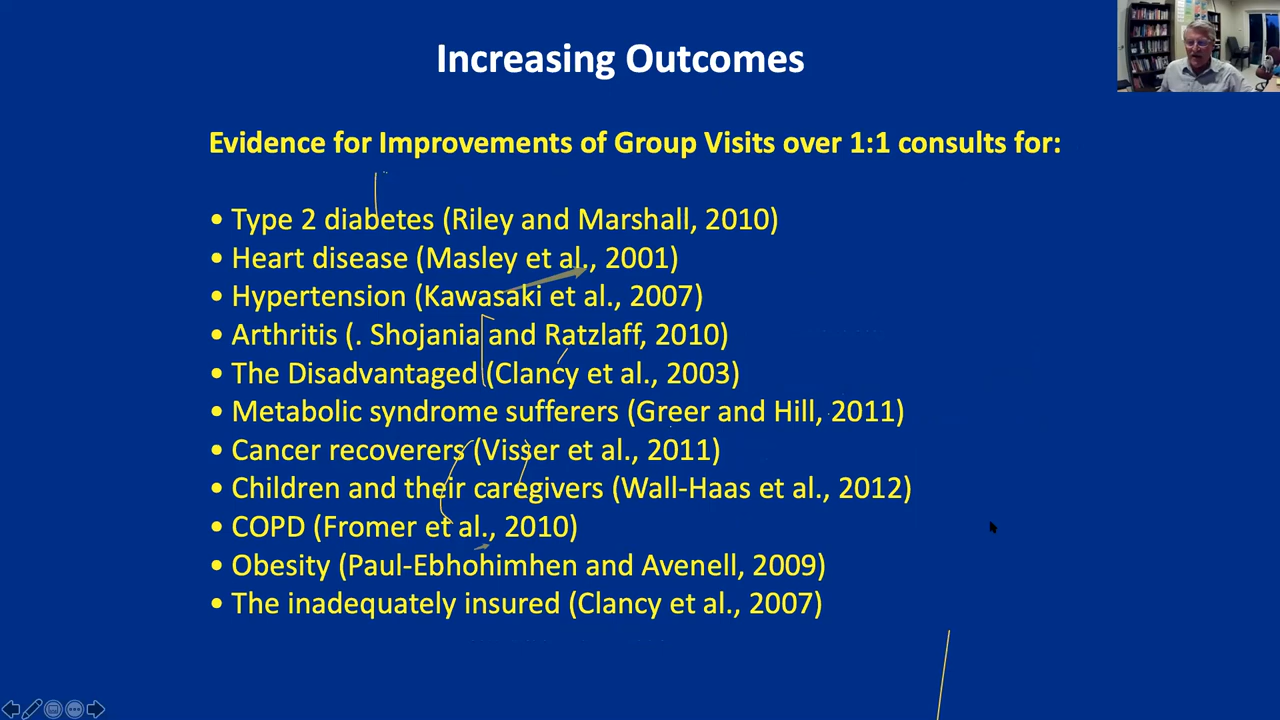 Increasing Outcomes
Evidence for Improvements of Group Visits over 1:1 consults for:
• Type 2 diabetes (Riley and Marshall, 2010)
• Heart disease (Masley et al., 2001)
• Hypertension (Kawasaki et al., 2007)
• Arthritis (. Shojania and Ratzlaff, 2010)
• The Disadvantaged (Clancy et al., 2003)
• Metabolic syndrome sufferers (Greer and Hill, 2011)
• Cancer recoverers (Visser et al., 2011)
• Children and their caregivers (Wall-Haas et al., 2012)
• COPD (Fromer et al., 2010)
• Obesity (Paul-Ebhohimhen and Avenell, 2009)
• The inadequately insured (Clancy et al., 2007)